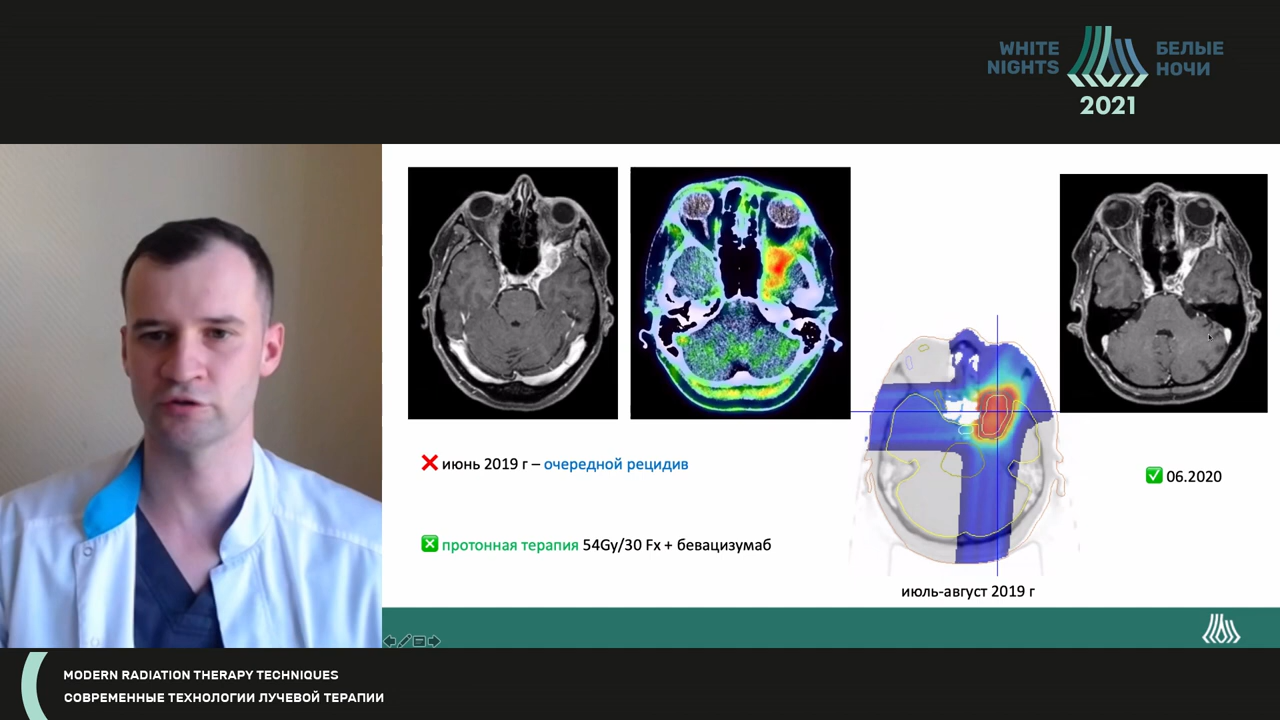 WHITE
NIGHTS
БЕЛЫЕ
НОЧИ
2021
июнь 2019 г – очередной рецидив
протонная терапия 54Gy/30 Fx + бевацизумаб
июль-август 2019 г
06.2020
MODERN RADIATION THERAPY TECHNIQUES
СОВРЕМЕННЫЕ ТЕХНОЛОГИИ ЛУЧЕВОЙ ТЕРАПИИ